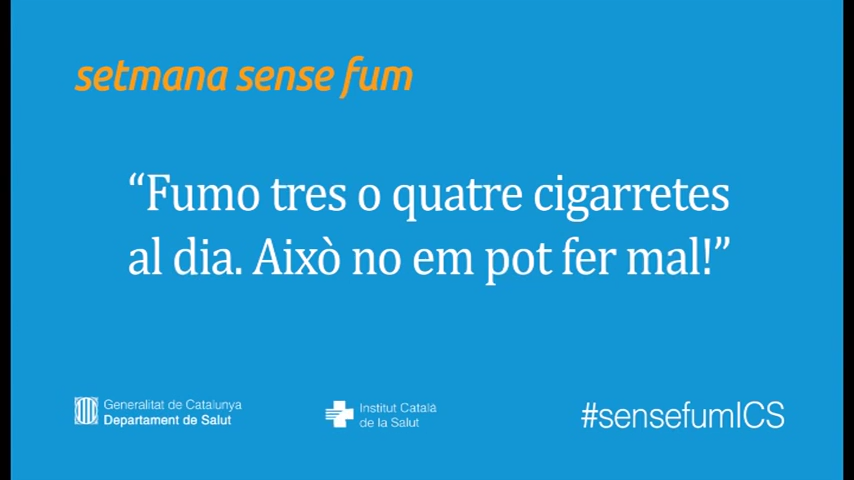 setmana sense fum
“Fumo tres o quatre cigarretes
al dia. Això no em pot fer mal!”
Generalitat de Catalunya
Departament de Salut
Institut Català
de la Salut
#sensefumICS